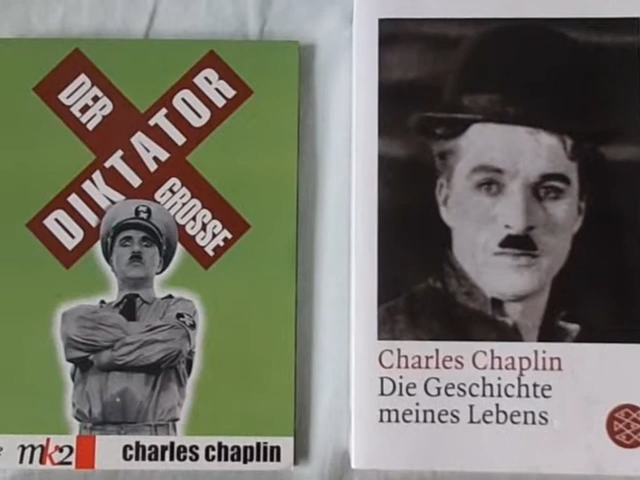 DER
GROSSE
DIKTATOR
mk2
charles chaplin
Charles Chaplin
Die Geschichte
meines Lebens